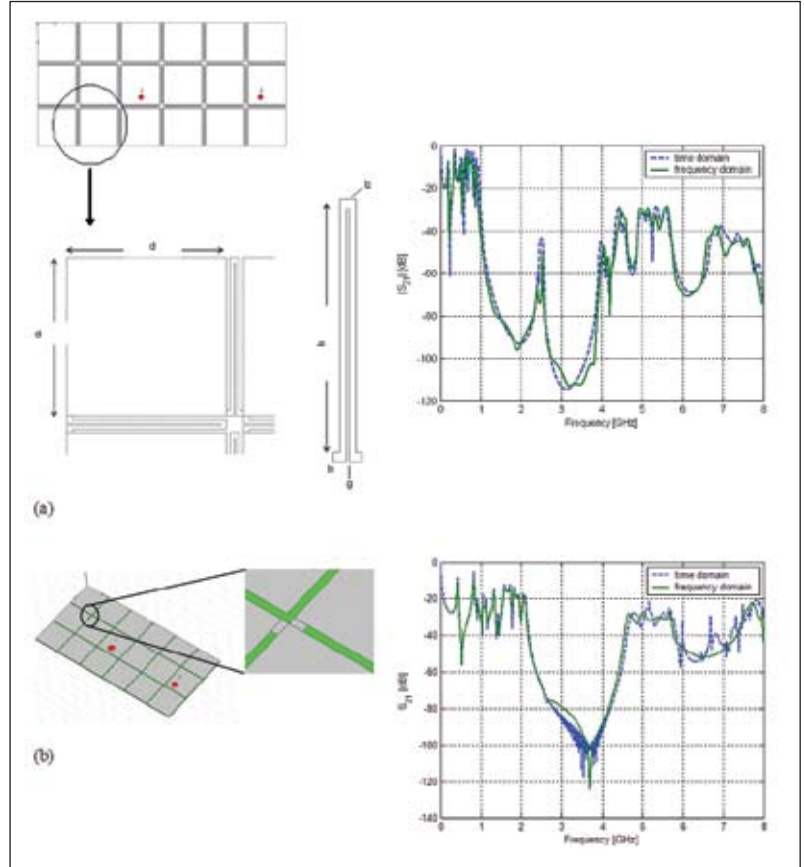 d
h
g
(a)
time domain
frequency domain
|S21| [dB]
0
-20
-40
-60
-80
-100
-120
0 1 2 3 4 5 6 7 8
Frequency [GHz]
(b)
time domain
frequency domain
S21 [dB]
0
-20
-40
-60
-80
-100
-120
-140
0 1 2 3 4 5 6 7 8
Frequency [GHz]